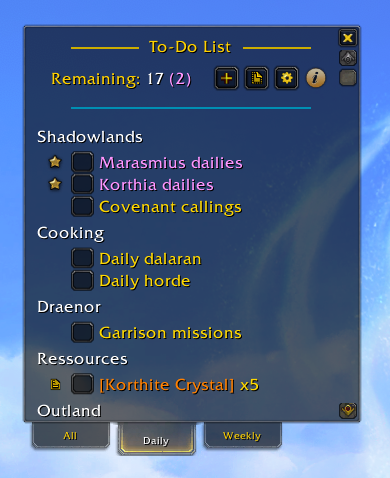 To-Do List
Remaining: 17 (2)
i
Shadowlands
Marasmius dailies
Korthia dailies
Covenant callings
Cooking
Daily dalaran
Daily horde
Draenor
Garrison missions
Ressources
[Korthite Crystal] x5
Outland
All
Daily
Weekly